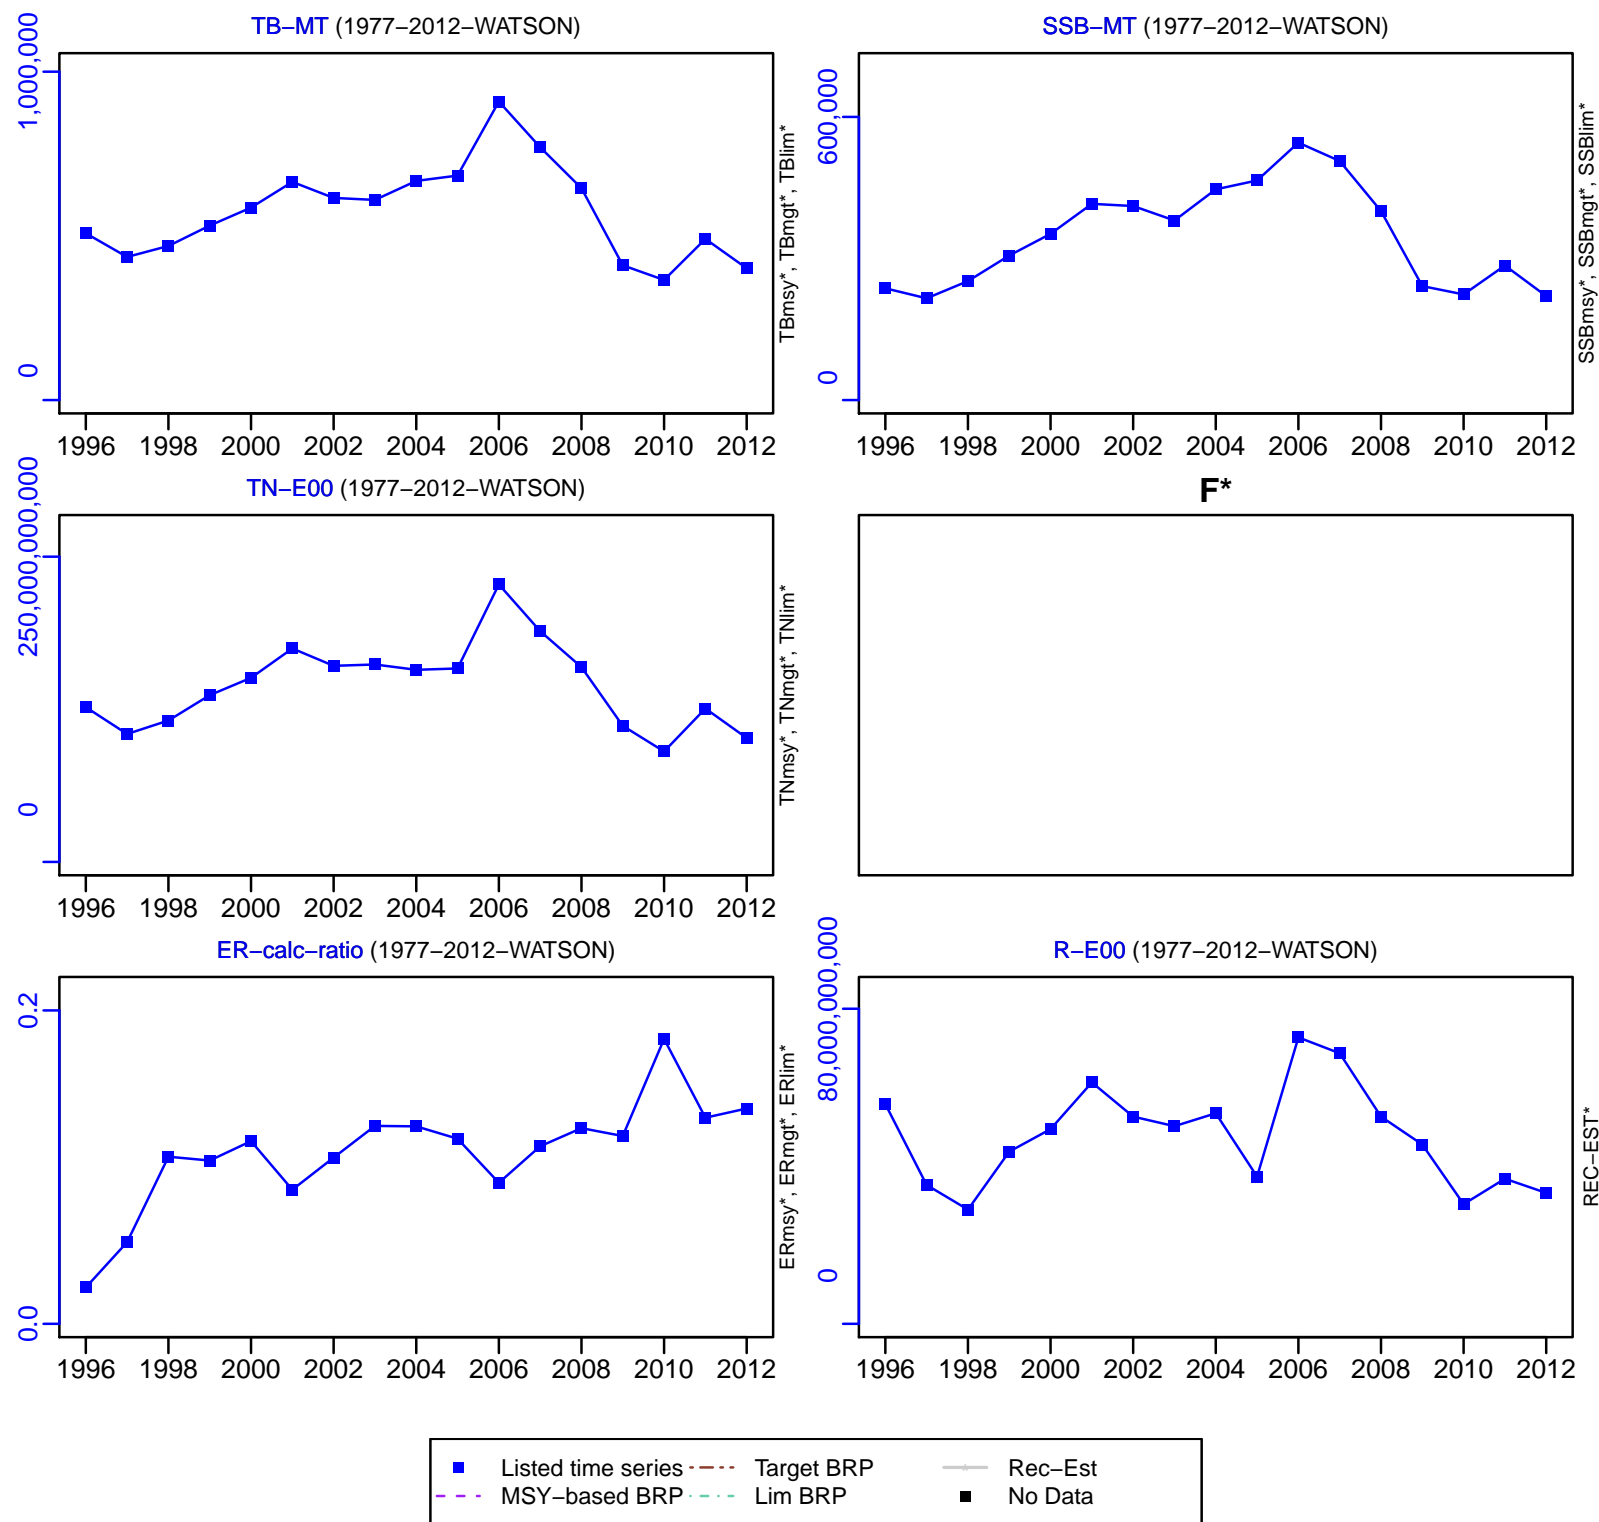 TB−MT (1977−2012−WATSON)
1,000,000
0
TBmsy*, TBmgt*, TBlim*
1996 1998 2000 2002 2004 2006 2008 2010 2012
SSB−MT (1977−2012−WATSON)
600,000
0
SSBmsy*, SSBmgt*, SSBlim*
1996 1998 2000 2002 2004 2006 2008 2010 2012
TN−E00 (1977−2012−WATSON)
250,000,000,000
0
TNmsy*, TNmgt*, TNlim*
1996 1998 2000 2002 2004 2006 2008 2010 2012
F*
ER−calc−ratio (1977−2012−WATSON)
0.2
0.0
ERmsy*, ERmgt*, ERlim*
1996 1998 2000 2002 2004 2006 2008 2010 2012
R−E00 (1977−2012−WATSON)
80,000,000,000
0
REC−EST*
1996 1998 2000 2002 2004 2006 2008 2010 2012
Listed time series Target BRP Rec−Est
MSY−based BRP Lim BRP No Data